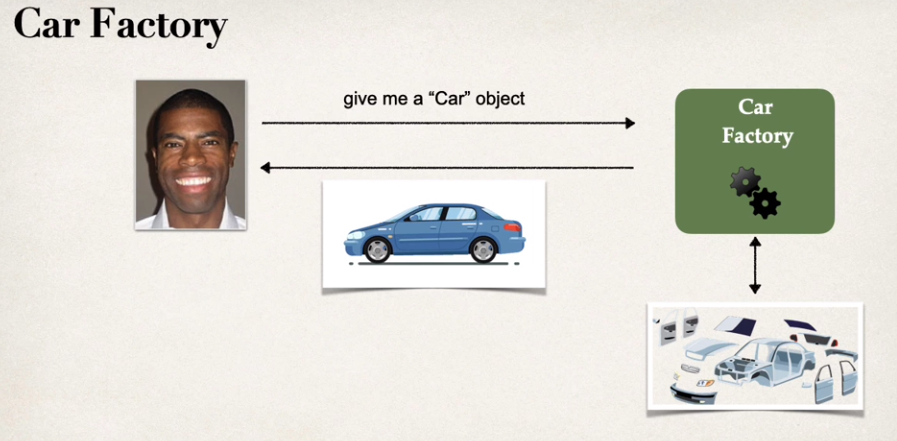 Car Factory
give me a “Car” object
Car
Factory